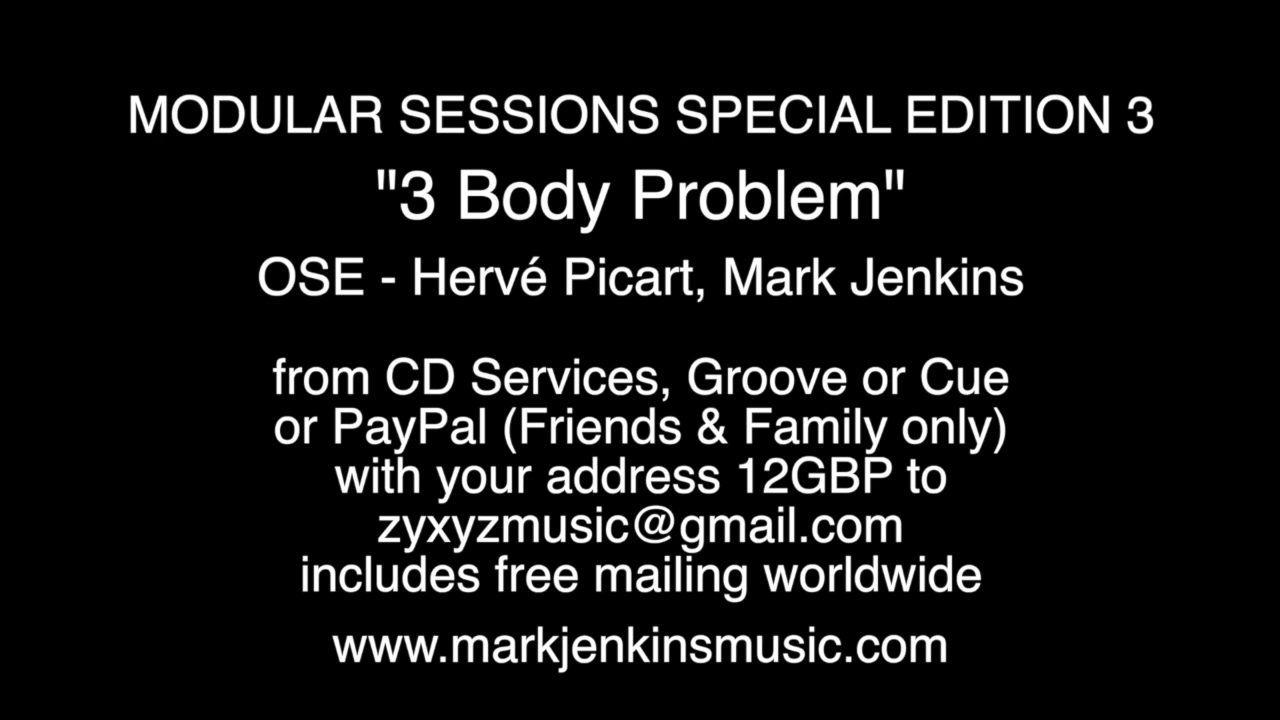 MODULAR SESSIONS SPECIAL EDITION 3
"3 Body Problem"
OSE - Hervé Picart, Mark Jenkins
from CD Services, Groove or Cue
or PayPal (Friends & Family only)
with your address 12GBP to
zyxyzmusic@gmail.com
includes free mailing worldwide
www.markjenkinsmusic.com